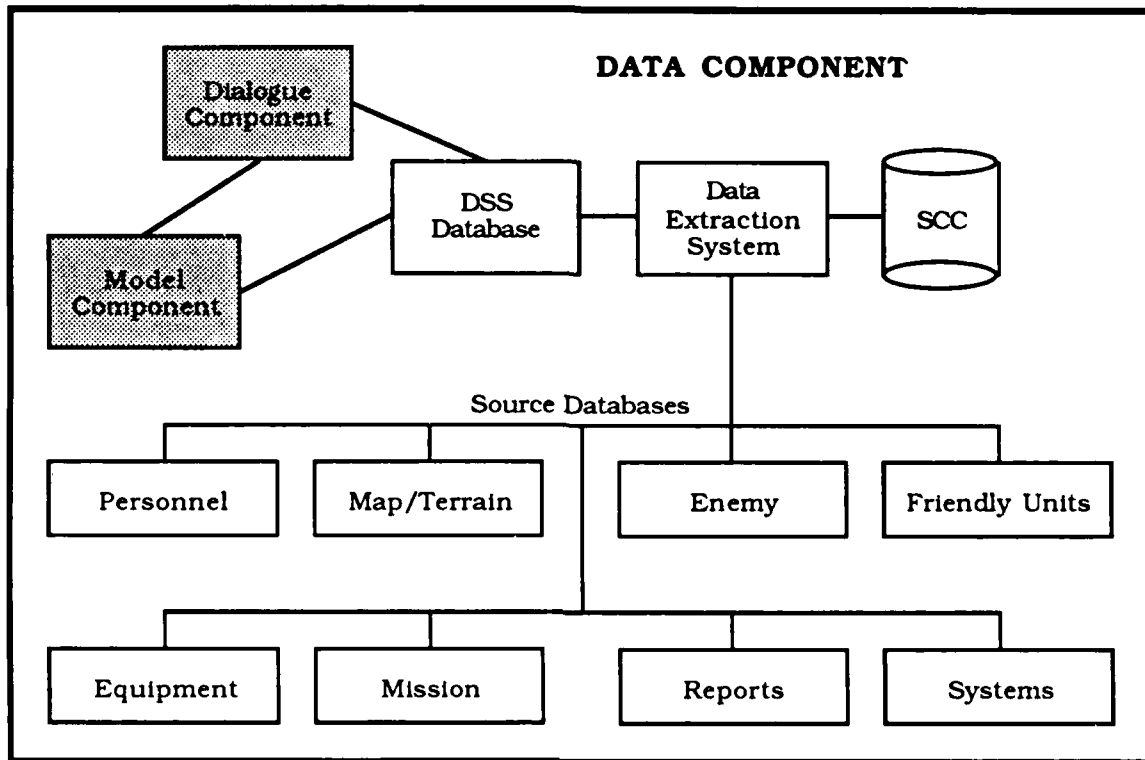 DATA COMPONENT
Dialogue
Component
DSS
Database
Data
Extraction
System
SCC
Model
Component
Source Databases
Personnel
Map/Terrain
Enemy
Friendly Units
Equipment
Mission
Reports
Systems